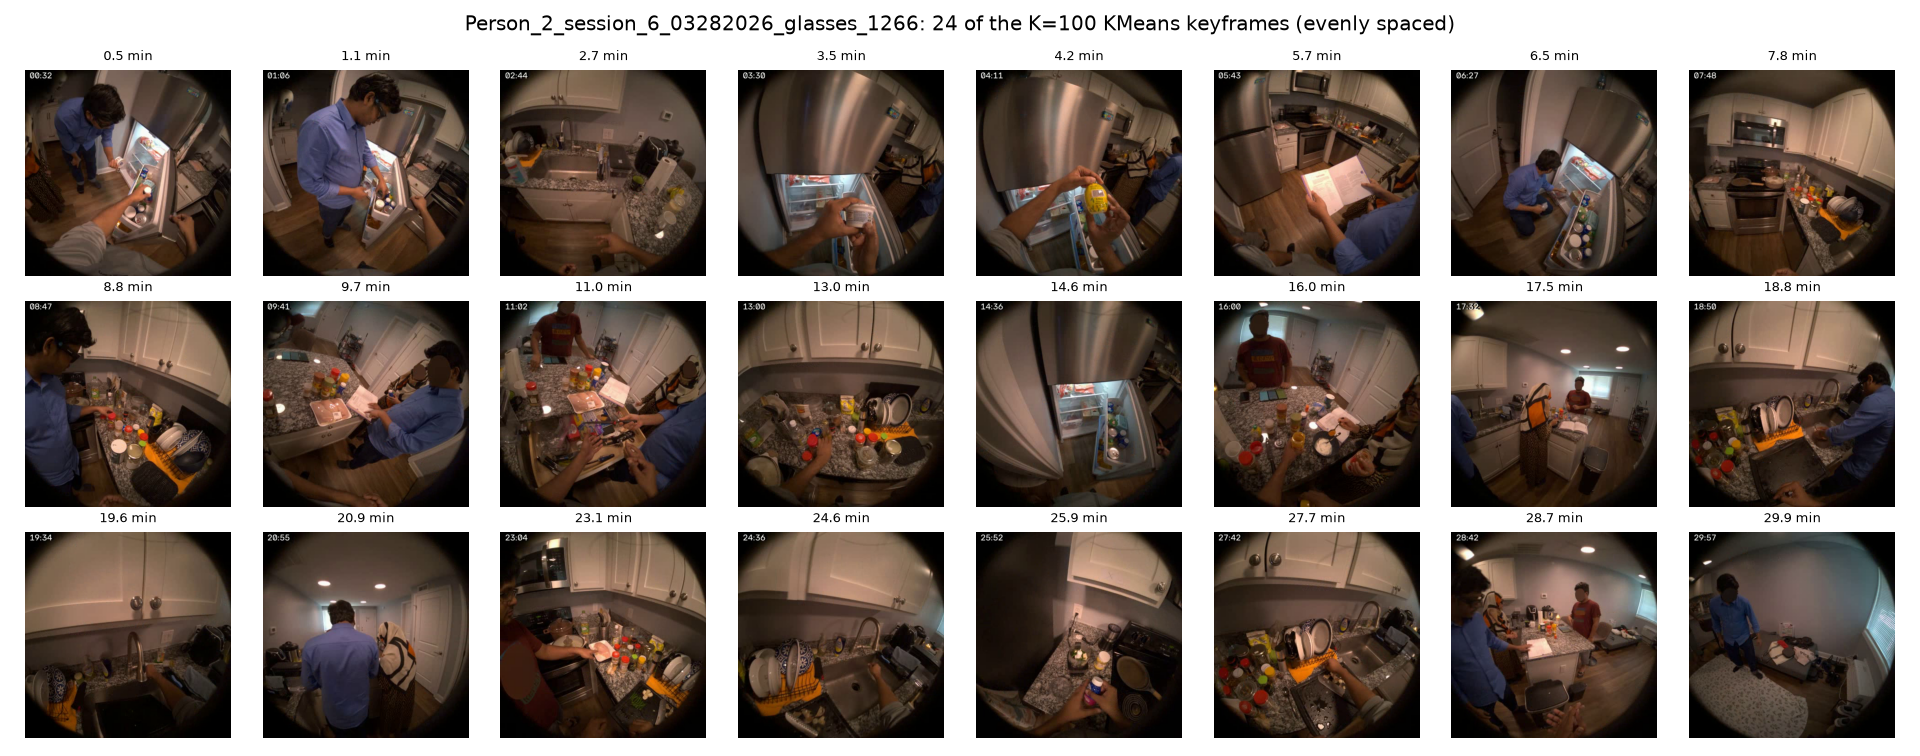 Person_2_session_6_03282026_glasses_1266: 24 of the K=100 KMeans keyframes (evenly spaced)
0.5 min
1.1 min
2.7 min
3.5 min
4.2 min
5.7 min
6.5 min
7.8 min
00:32
01:06
02:44
03:30
04:11
05:43
06:27
07:48
8.8 min
9.7 min
11.0 min
13.0 min
14.6 min
16.0 min
17.5 min
18.8 min
08:47
09:41
11:02
13:00
14:36
16:00
17:32
18:50
19.6 min
20.9 min
23.1 min
24.6 min
25.9 min
27.7 min
28.7 min
29.9 min
19:34
20:55
23:04
24:36
25:52
27:42
28:42
29:57